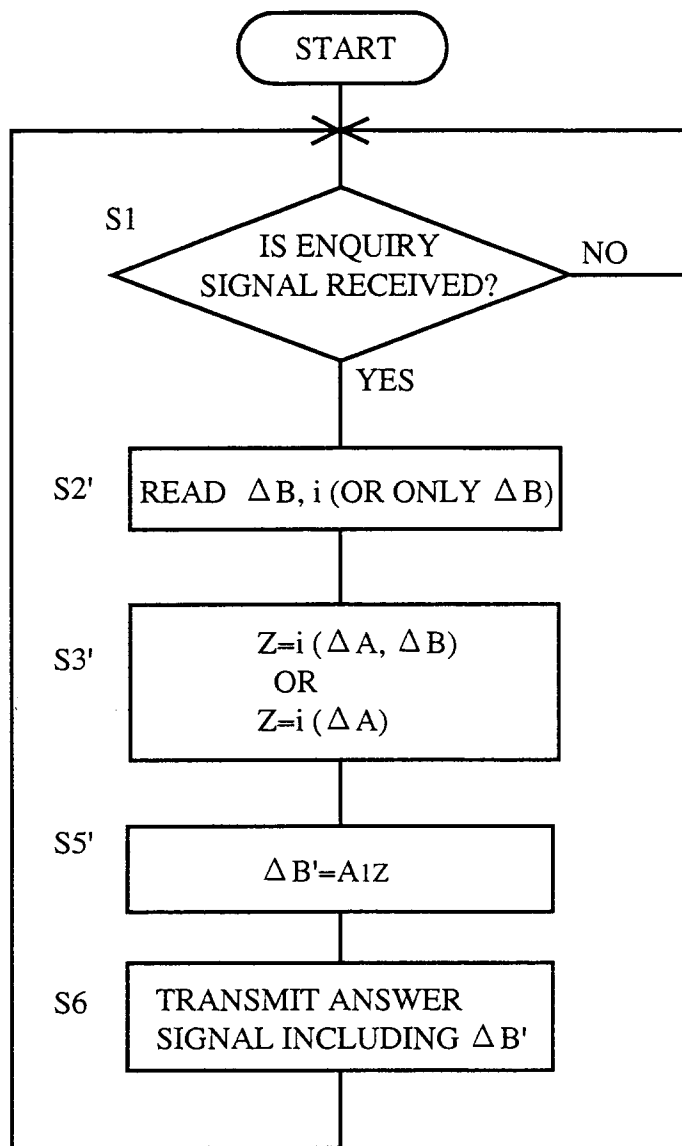 START
S1
IS ENQUIRY
SIGNAL RECEIVED?
NO
YES
S2'
READ ΔB, i (OR ONLY ΔB)
S3'
Z=i (ΔA, ΔB)
OR
Z=i (ΔA)
S5'
ΔB'=A1Z
S6
TRANSMIT ANSWER
SIGNAL INCLUDING ΔB'